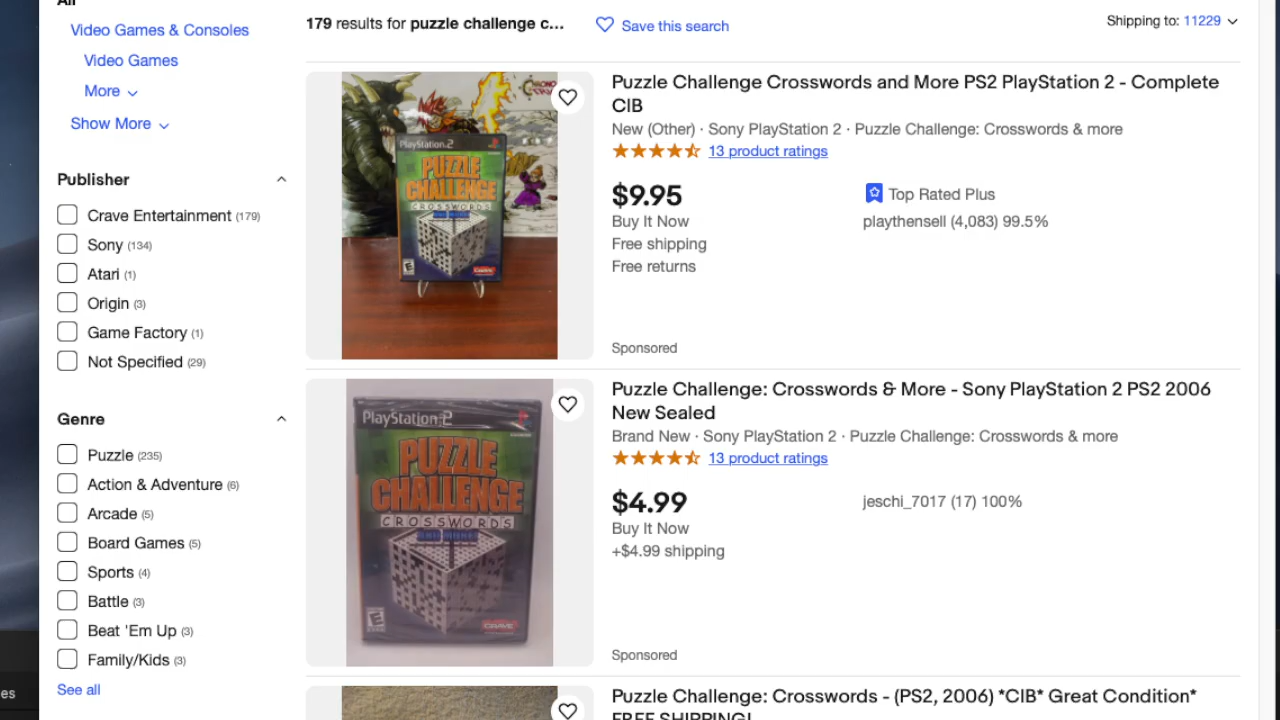 All
Video Games & Consoles
Video Games
More
Show More
Publisher
Crave Entertainment (179)
Sony (134)
Atari (1)
Origin (3)
Game Factory (1)
Not Specified (29)
Genre
Puzzle (235)
Action & Adventure (6)
Arcade (5)
Board Games (5)
Sports (4)
Battle (3)
Beat 'Em Up (3)
Family/Kids (3)
See all
es
179 results for puzzle challenge c...
Save this search
Shipping to: 11229
PlayStation 2
PUZZLE
CHALLENGE
CROSSWORDS
AND MORE!
E
CRAVE
Puzzle Challenge Crosswords and More PS2 PlayStation 2 - Complete
CIB
New (Other) · Sony PlayStation 2 · Puzzle Challenge: Crosswords & more
13 product ratings
$9.95
Buy It Now
Free shipping
Free returns
Top Rated Plus
playthensell (4,083) 99.5%
Sponsored
PlayStation 2
PUZZLE
CHALLENGE
CROSSWORDS
AND MORE!
E
CRAVE
Puzzle Challenge: Crosswords & More - Sony PlayStation 2 PS2 2006
New Sealed
Brand New · Sony PlayStation 2 · Puzzle Challenge: Crosswords & more
13 product ratings
$4.99
Buy It Now
+$4.99 shipping
jeschi_7017 (17) 100%
Sponsored
Puzzle Challenge: Crosswords - (PS2, 2006) *CIB* Great Condition*
FREE SHIPPING!